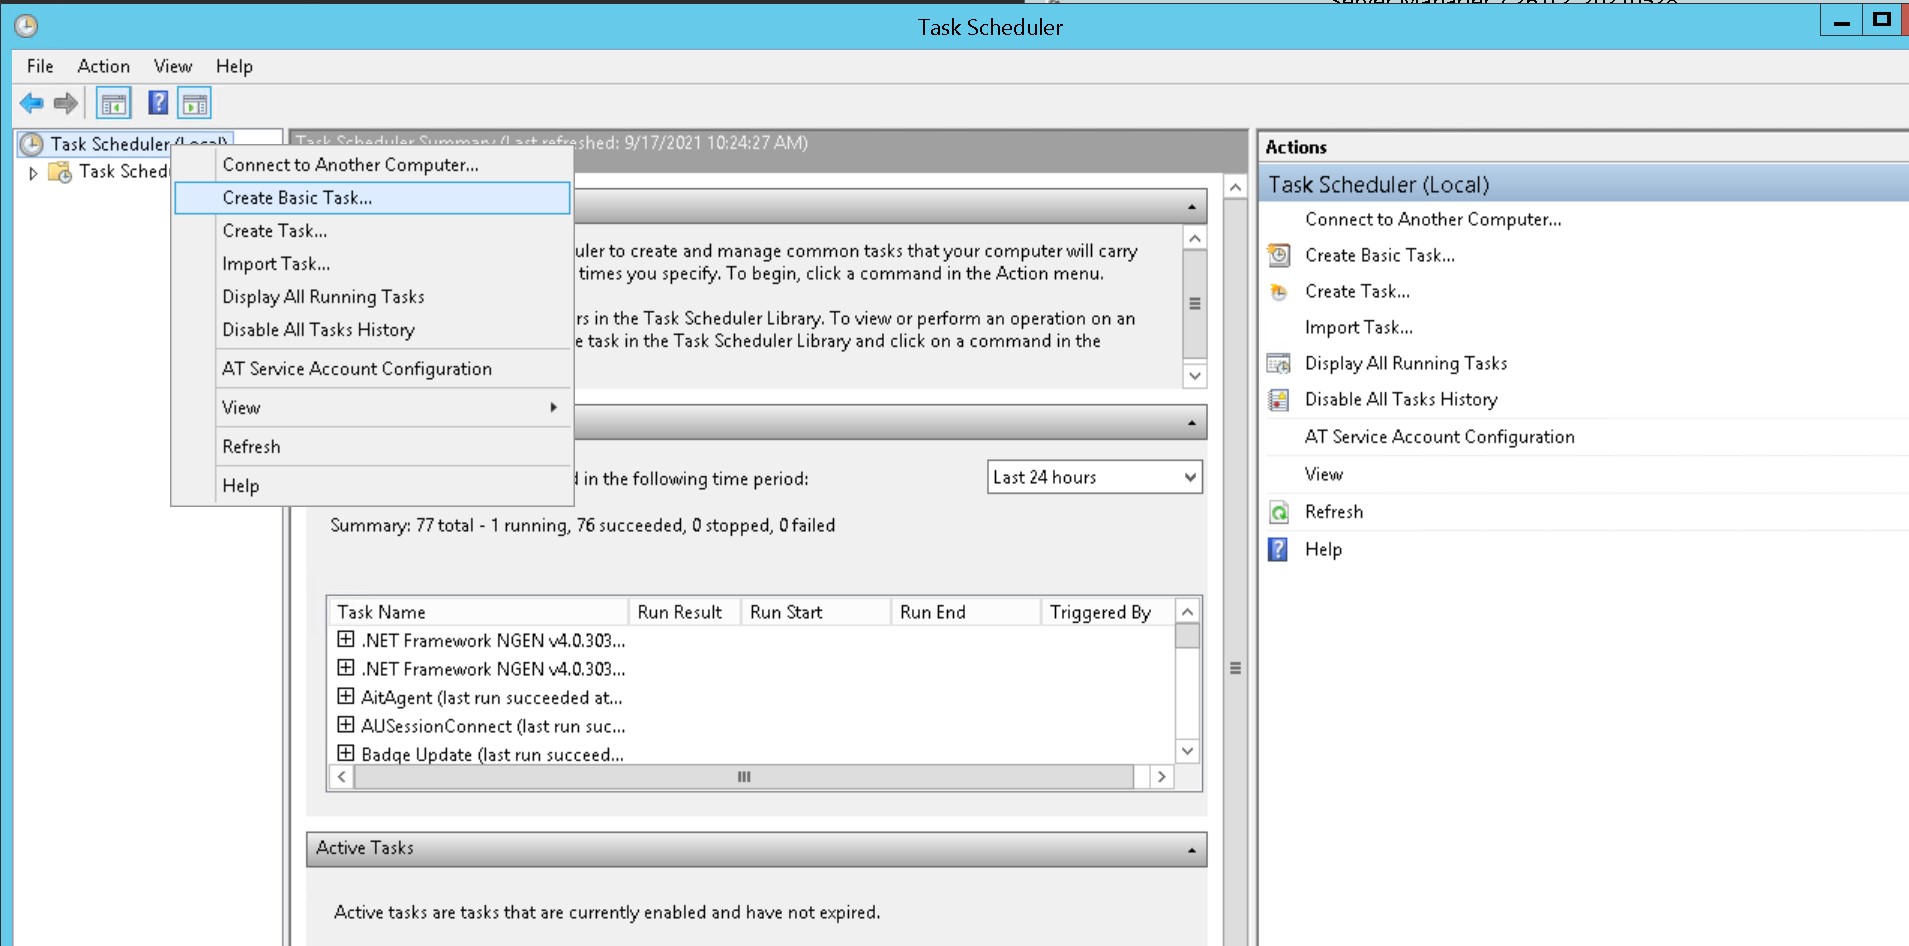 Task Scheduler
File Action View Help
Task Scheduler (Local)
Task Scheduler Summary (Last refreshed: 9/17/2021 10:24:27 AM)
Connect to Another Computer...
Create Basic Task...
Create Task...
Import Task...
Display All Running Tasks
Disable All Tasks History
AT Service Account Configuration
View
Refresh
Help
to create and manage common tasks that your computer will carry
times you specify. To begin, click a command in the Action menu.
in the Task Scheduler Library. To view or perform an operation on an
task in the Task Scheduler Library and click on a command in the
in the following time period:
Last 24 hours
Summary: 77 total - 1 running, 76 succeeded, 0 stopped, 0 failed
Task Name Run Result Run Start Run End Triggered By
.NET Framework NGEN v4.0.303...
.NET Framework NGEN v4.0.303...
AitAgent (last run succeeded at...
AUSessionConnect (last run suc...
Badge Update (last run succeed...
Active Tasks
Active tasks are tasks that are currently enabled and have not expired.
Actions
Task Scheduler (Local)
Connect to Another Computer...
Create Basic Task...
Create Task...
Import Task...
Display All Running Tasks
Disable All Tasks History
AT Service Account Configuration
View
Refresh
Help